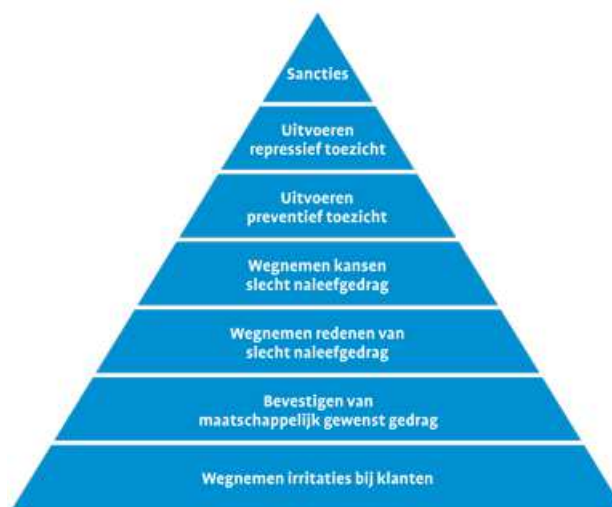 Sancties
Uitvoeren
repressief toezicht
Uitvoeren
preventief toezicht
Wegnemen kansen
slecht naleefgedrag
Wegnemen redenen van
slecht naleefgedrag
Bevestigen van
maatschappelijk gewenst gedrag
Wegnemen irritaties bij klanten